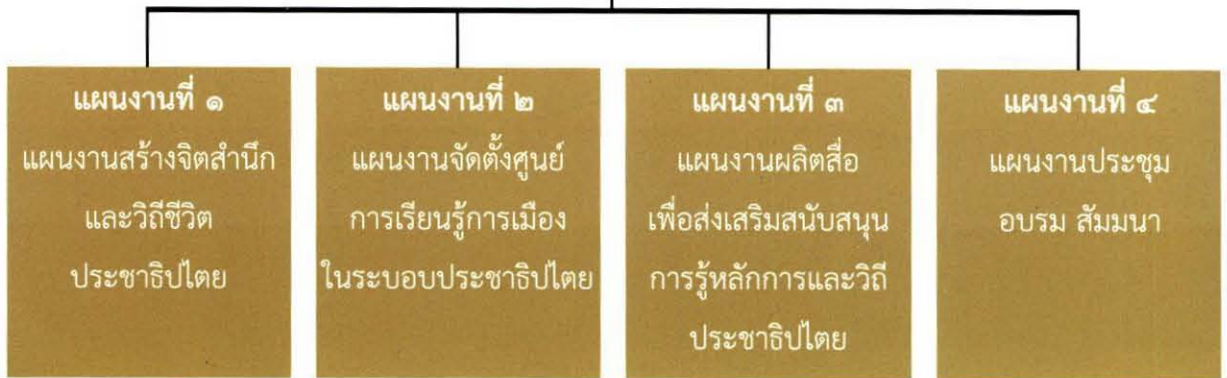 แผนงานที่ ๑
แผนงานสร้างจิตสำนึก
และวิถีชีวิต
ประชาธิปไตย
แผนงานที่ ๒
แผนงานจัดตั้งศูนย์
การเรียนรู้การเมือง
ในระบอบประชาธิปไตย
แผนงานที่ ๓
แผนงานผลิตสื่อ
เพื่อส่งเสริมสนับสนุน
การรู้หลักการและวิถี
ประชาธิปไตย
แผนงานที่ ๔
แผนงานประชุม
อบรม สัมมนา